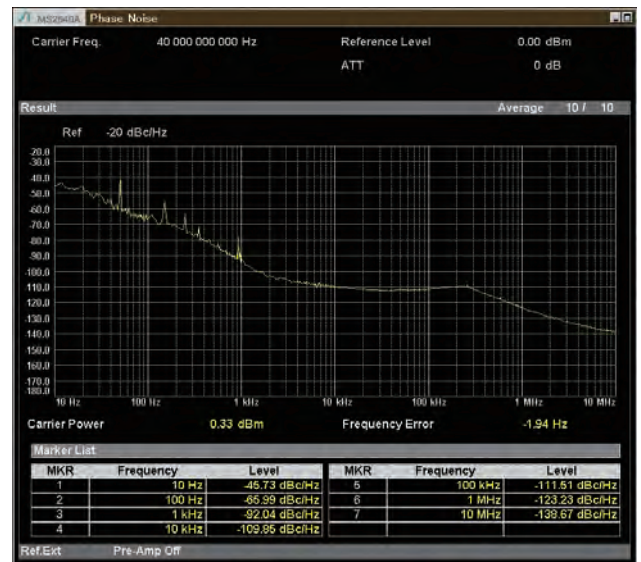 MS2840A Phase Noise
Carrier Freq. 40 000 000 000 Hz Reference Level 0.00 dBm
ATT 0 dB
Result Average 10 / 10
Ref -20 dBc/Hz
-20.0
-30.0
-40.0
-50.0
-60.0
-70.0
-80.0
-90.0
-100.0
-110.0
-120.0
-130.0
-140.0
-150.0
-160.0
-170.0
-180.0
10 Hz 100 Hz 1 kHz 10 kHz 100 kHz 1 MHz 10 MHz
Carrier Power 0.33 dBm Frequency Error -1.94 Hz
Marker List
MKR Frequency Level MKR Frequency Level
1 10 Hz -45.73 dBc/Hz 5 100 kHz -111.51 dBc/Hz
2 100 Hz -65.99 dBc/Hz 6 1 MHz -123.23 dBc/Hz
3 1 kHz -92.04 dBc/Hz 7 10 MHz -138.67 dBc/Hz
4 10 kHz -109.85 dBc/Hz
Ref.Ext Pre-Amp Off